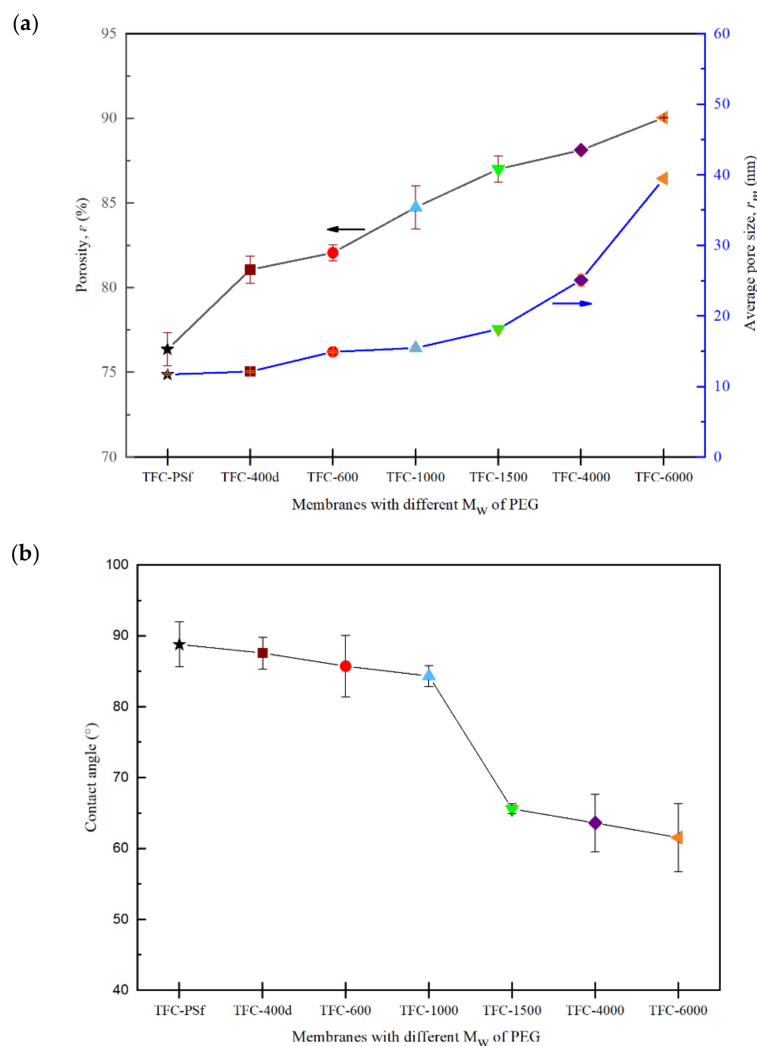 (a)
95
90
85
80
75
70
Porosity, ε (%)
60
50
40
30
20
10
0
Average pore size, rm (nm)
TFC-PSf TFC-400d TFC-600 TFC-1000 TFC-1500 TFC-4000 TFC-6000
Membranes with different MW of PEG
(b)
100
90
80
70
60
50
40
Contact angle (°)
TFC-PSf TFC-400d TFC-600 TFC-1000 TFC-1500 TFC-4000 TFC-6000
Membranes with different MW of PEG